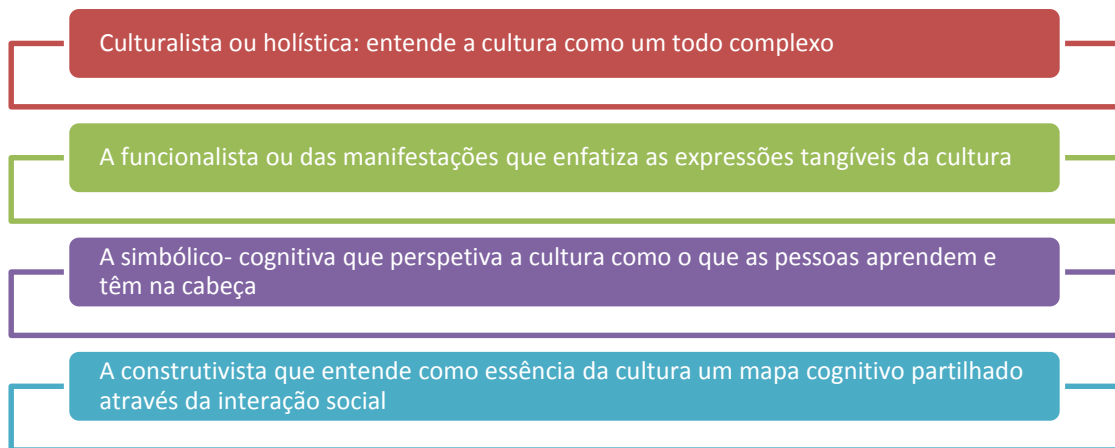 Culturalista ou holística: entende a cultura como um todo complexo
A funcionalista ou das manifestações que enfatiza as expressões tangíveis da cultura
A simbólico- cognitiva que perspetiva a cultura como o que as pessoas aprendem e
têm na cabeça
A construtivista que entende como essência da cultura um mapa cognitivo partilhado
através da interação social